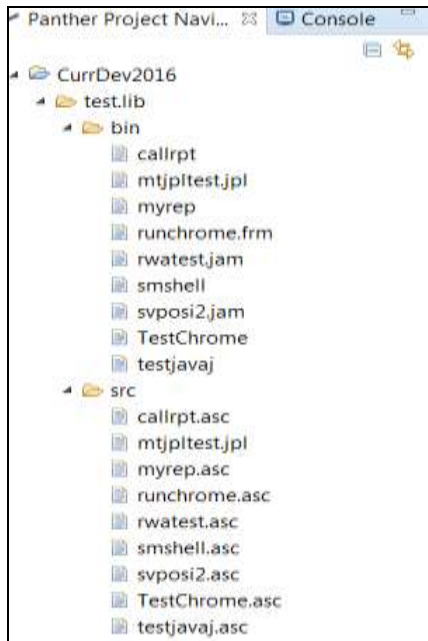 Panther Project Navi... Console
CurrDev2016
test.lib
bin
callrpt
mtjpltest.jpl
myrep
runchrome.frm
rwatest.jam
smshell
svposi2.jam
TestChrome
testjavaj
src
callrpt.asc
mtjpltest.jpl
myrep.asc
runchrome.asc
rwatest.asc
smshell.asc
svposi2.asc
TestChrome.asc
testjavaj.asc